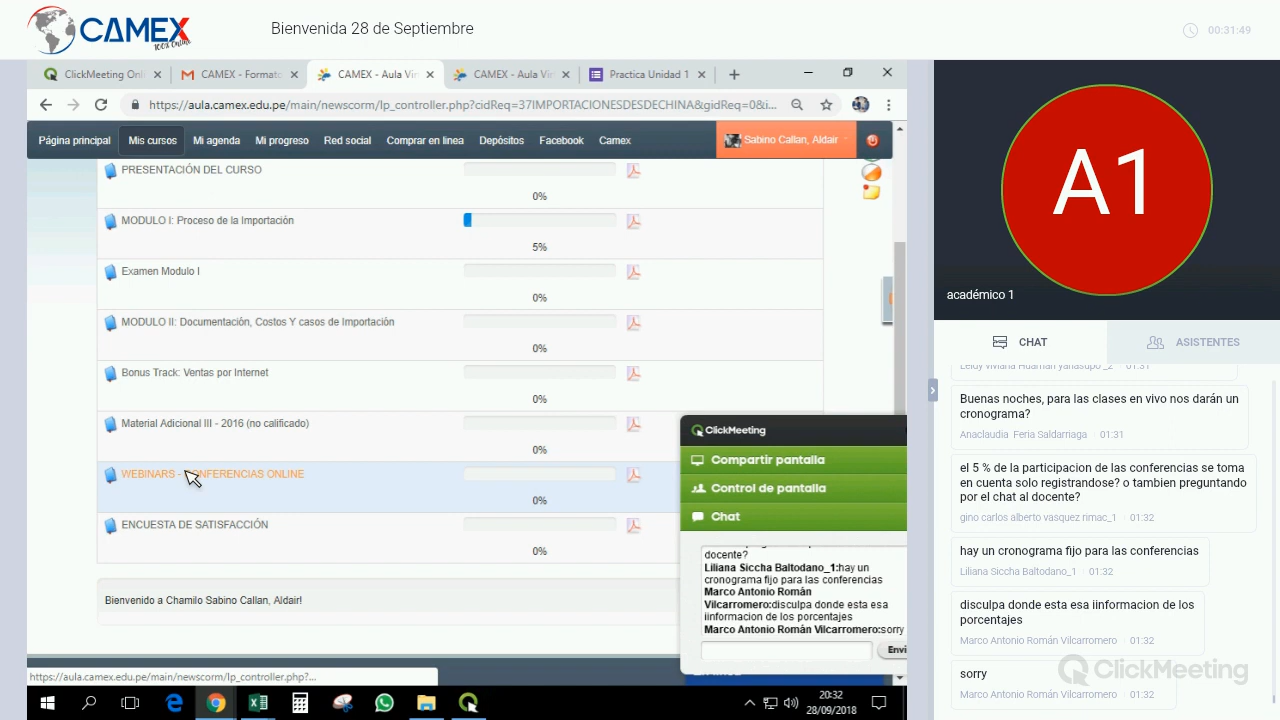 CAMEX
100% Online
Bienvenida 28 de Septiembre
00:31:49
ClickMeeting Onli
CAMEX - Formato
CAMEX - Aula Vir
CAMEX - Aula Vir
Practica Unidad 1
https://aula.camex.edu.pe/main/newscorm/lp_controller.php?cidReq=37IMPORTACIONESDESDECHINA&gidReq=0&i...
Página principal
Mis cursos
Mi agenda
Mi progreso
Red social
Comprar en linea
Depósitos
Facebook
Camex
Sabino Callan, Aldair
PRESENTACIÓN DEL CURSO
0%
MODULO I: Proceso de la Importación
5%
Examen Modulo I
0%
MODULO II: Documentación, Costos Y casos de Importación
0%
Bonus Track: Ventas por Internet
0%
Material Adicional III - 2016 (no calificado)
0%
WEBINARS - CONFERENCIAS ONLINE
0%
ENCUESTA DE SATISFACCIÓN
0%
Bienvenido a Chamilo Sabino Callan, Aldair!
https://aula.camex.edu.pe/main/newscorm/lp_controller.php?...
ClickMeeting
Compartir pantalla
Control de pantalla
Chat
docente?
Liliana Siccha Baltodano_1:hay un
cronograma fijo para las conferencias
Marco Antonio Román
Vilcarromero:disculpa donde esta esa
iinformacion de los porcentajes
Marco Antonio Román Vilcarromero:sorry
Envi
20:32
28/09/2018
A1
académico 1
CHAT
ASISTENTES
Leidy viviana Huaman yanasupo _2 01:31
Buenas noches, para las clases en vivo nos darán un
cronograma?
Anaclaudia Feria Saldarriaga 01:31
el 5 % de la participacion de las conferencias se toma
en cuenta solo registrandose? o tambien preguntando
por el chat al docente?
gino carlos alberto vasquez rimac_1 01:32
hay un cronograma fijo para las conferencias
Liliana Siccha Baltodano_1 01:32
disculpa donde esta esa iinformacion de los
porcentajes
Marco Antonio Román Vilcarromero 01:32
sorry
Marco Antonio Román Vilcarromero 01:32
ClickMeeting